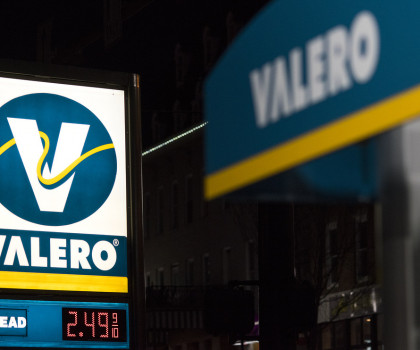 V
VALERO®
EAD 2.49 9/10
VALERO